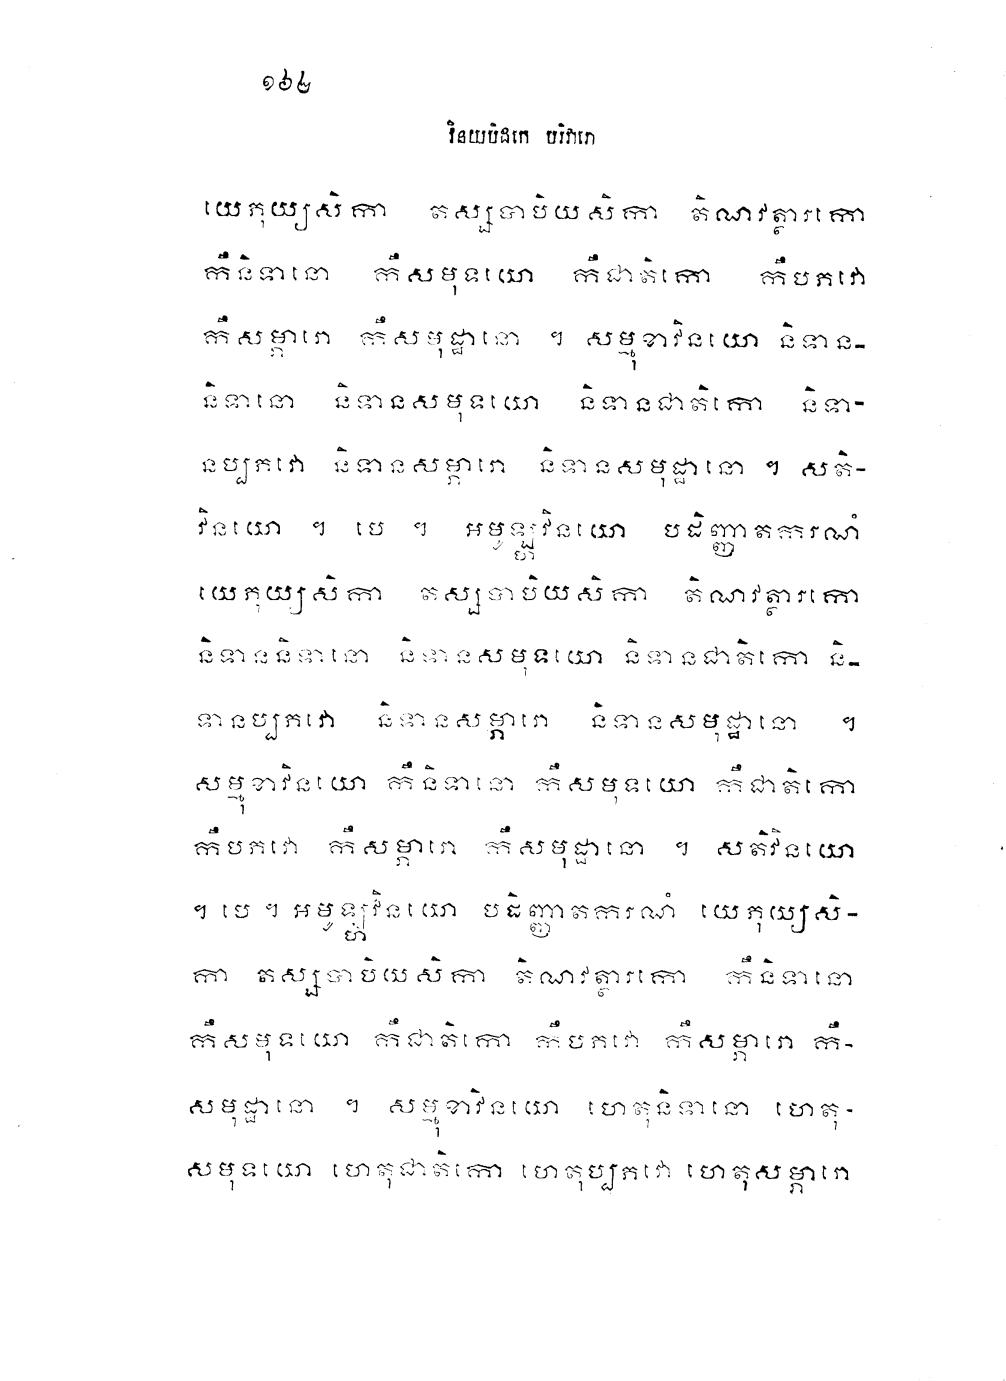 ១៦៤
វិនយបិដកេ បរិវារោ
យេភុយ្យសិកា តស្សបាបិយសិកា តិណវត្ថារកោ
កឹនិទានោ កឹសមុទយោ កឹជាតិកោ កឹបភវោ
កឹសម្ភារោ កឹសមុដ្ឋានោ ។ សម្មុខាវិនយោ និទាន-
និទានោ និទានសមុទយោ និទានជាតិកោ និទា-
នប្បភវោ និទានសម្ភារោ និទានសមុដ្ឋានោ ។ សតិ-
វិនយោ ។ បេ ។ អមូឡ្ហវិនយោ បដិញ្ញាតករណំ
យេភុយ្យសិកា តស្សបាបិយសិកា តិណវត្ថារកោ
និទាននិទានោ និទានសមុទយោ និទានជាតិកោ និ-
ទានប្បភវោ និទានសម្ភារោ និទានសមុដ្ឋានោ ។
សម្មុខាវិនយោ កឹនិទានោ កឹសមុទយោ កឹជាតិកោ
កឹបភវោ កឹសម្ភារោ កឹសមុដ្ឋានោ ។ សតិវិនយោ
។ បេ ។ អមូឡ្ហវិនយោ បដិញ្ញាតករណំ យេភុយ្យសិ-
កា តស្សបាបិយសិកា តិណវត្ថារកោ កឹនិទានោ
កឹសមុទយោ កឹជាតិកោ កឹបភវោ កឹសម្ភារោ កឹ-
សមុដ្ឋានោ ។ សម្មុខាវិនយោ ហេតុនិទានោ ហេតុ-
សមុទយោ ហេតុជាតិកោ ហេតុប្បភវោ ហេតុសម្ភារោ